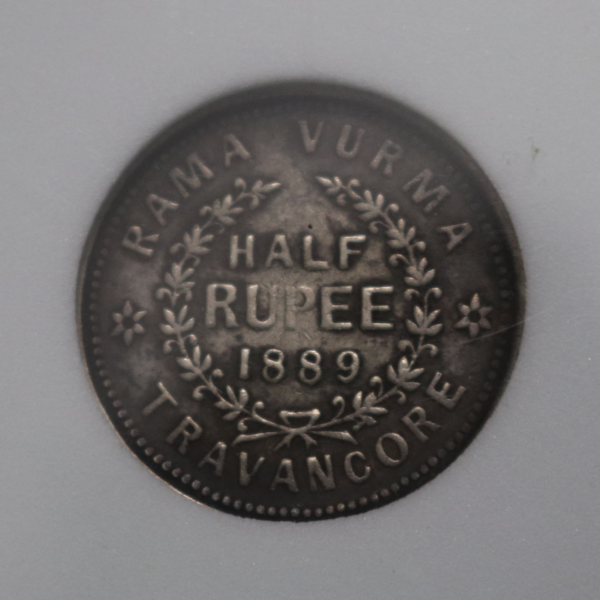 RAMA VURMA
HALF
RUPEE
1889
TRAVANCORE